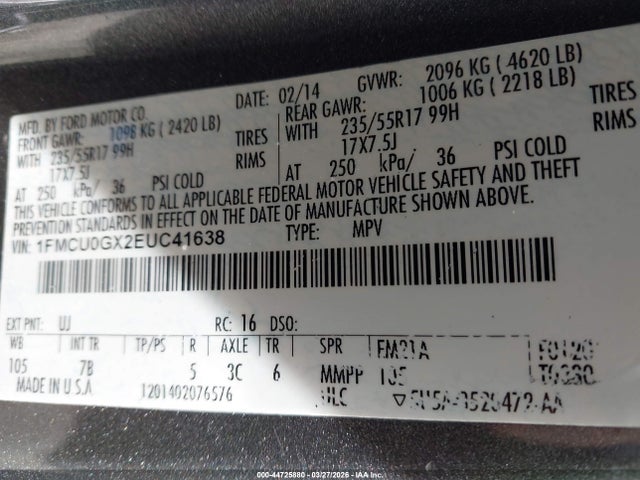 MFD. BY FORD MOTOR CO. DATE: 02/14 GVWR: 2096 KG ( 4620 LB)
FRONT GAWR: 1098 KG ( 2420 LB) REAR GAWR: 1006 KG ( 2218 LB)
WITH 235/55R17 99H TIRES WITH 235/55R17 99H TIRES
17X7.5J RIMS 17X7.5J RIMS
AT 250 kPa/ 36 PSI COLD AT 250 kPa/ 36 PSI COLD
THIS VEHICLE CONFORMS TO ALL APPLICABLE FEDERAL MOTOR VEHICLE SAFETY AND THEFT
PREVENTION STANDARDS IN EFFECT ON THE DATE OF MANUFACTURE SHOWN ABOVE.
VIN: 1FMCU0GX2EUC41638 TYPE: MPV
EXT PNT: UJ RC: 16 DSO:
WB INT TR TP/PS R AXLE TR SPR FM21A
105 7B 5 3C 6 MMPP
MADE IN U.S.A 1201402076576 ULC
000-44725880 - 03/27/2026 - IAA Inc.